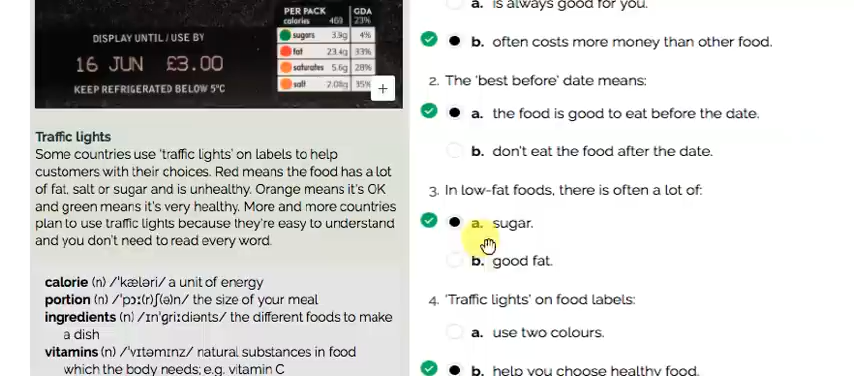 PER PACK GDA
calories 469 23%
sugars 3.9g 4%
fat 23.4g 33%
saturates 5.6g 28%
salt 2.08g 35%
DISPLAY UNTIL / USE BY
16 JUN £3.00
KEEP REFRIGERATED BELOW 5°C
+
Traffic lights
Some countries use 'traffic lights' on labels to help
customers with their choices. Red means the food has a lot
of fat, salt or sugar and is unhealthy. Orange means it's OK
and green means it's very healthy. More and more countries
plan to use traffic lights because they're easy to understand
and you don't need to read every word.
calorie (n) /ˈkæləri/ a unit of energy
portion (n) /ˈpɔː(r)ʃ(ə)n/ the size of your meal
ingredients (n) /ɪnˈɡriːdiənts/ the different foods to make
a dish
vitamins (n) /ˈvɪtəmɪnz/ natural substances in food
which the body needs; e.g. vitamin C
a. is always good for you.
b. often costs more money than other food.
2. The 'best before' date means:
a. the food is good to eat before the date.
b. don't eat the food after the date.
3. In low-fat foods, there is often a lot of:
a. sugar.
b. good fat.
4. 'Traffic lights' on food labels:
a. use two colours.
b. help you choose healthy food.